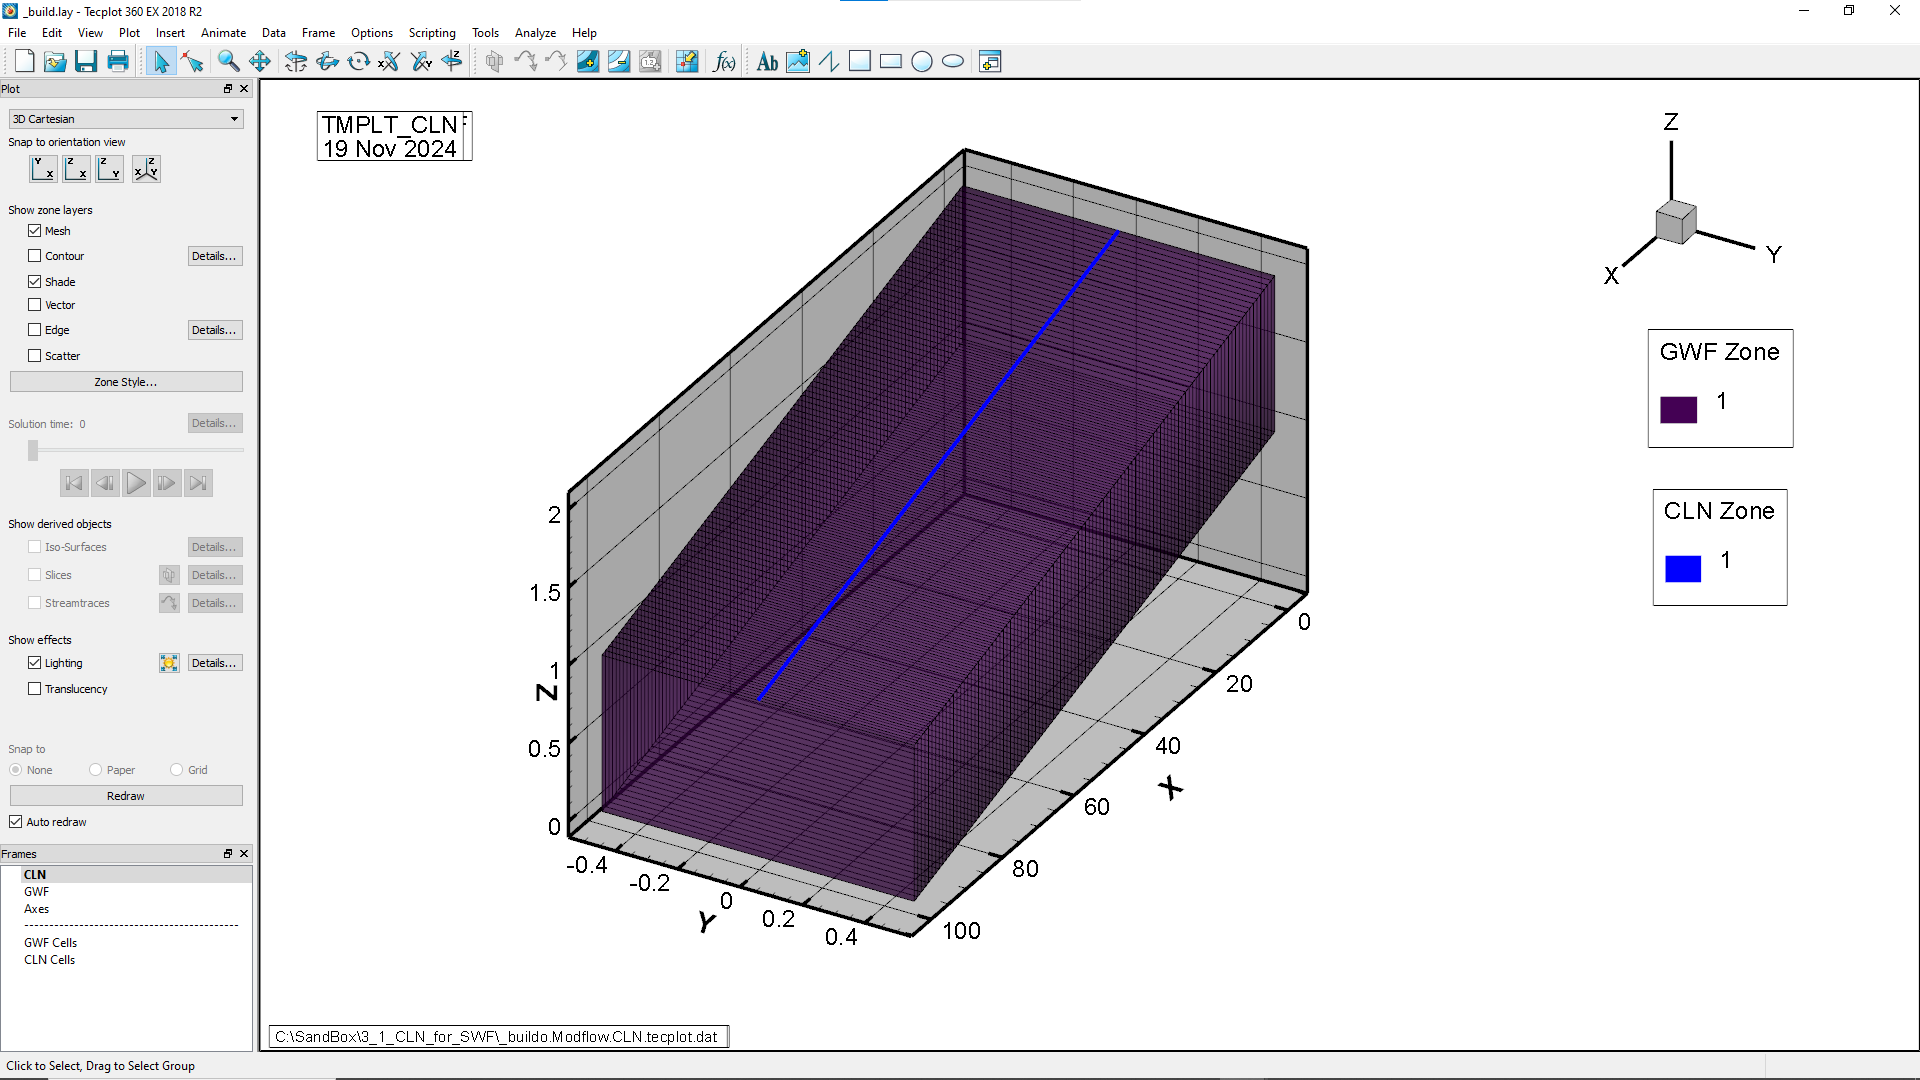 _build.lay - Tecplot 360 EX 2018 R2
File Edit View Plot Insert Animate Data Frame Options Scripting Tools Analyze Help
Plot
3D Cartesian
Snap to orientation view
Show zone layers
Mesh
Contour Details...
Shade
Vector
Edge Details...
Scatter
Zone Style...
Solution time: 0 Details...
Show derived objects
Iso-Surfaces Details...
Slices Details...
Streamtraces Details...
Show effects
Lighting Details...
Translucency
Snap to
None Paper Grid
Redraw
Auto redraw
Frames
CLN
GWF
Axes
GWF Cells
CLN Cells
Click to Select, Drag to Select Group
TMPLT_CLN
19 Nov 2024
Z
Y
X
GWF Zone
1
CLN Zone
1
2
1.5
1
Z
0.5
0
-0.4
-0.2
0
0.2
0.4
Y
0
20
40
60
80
100
X
C:\SandBox\3_1_CLN_for_SWF\_buildo.Modflow.CLN.tecplot.dat